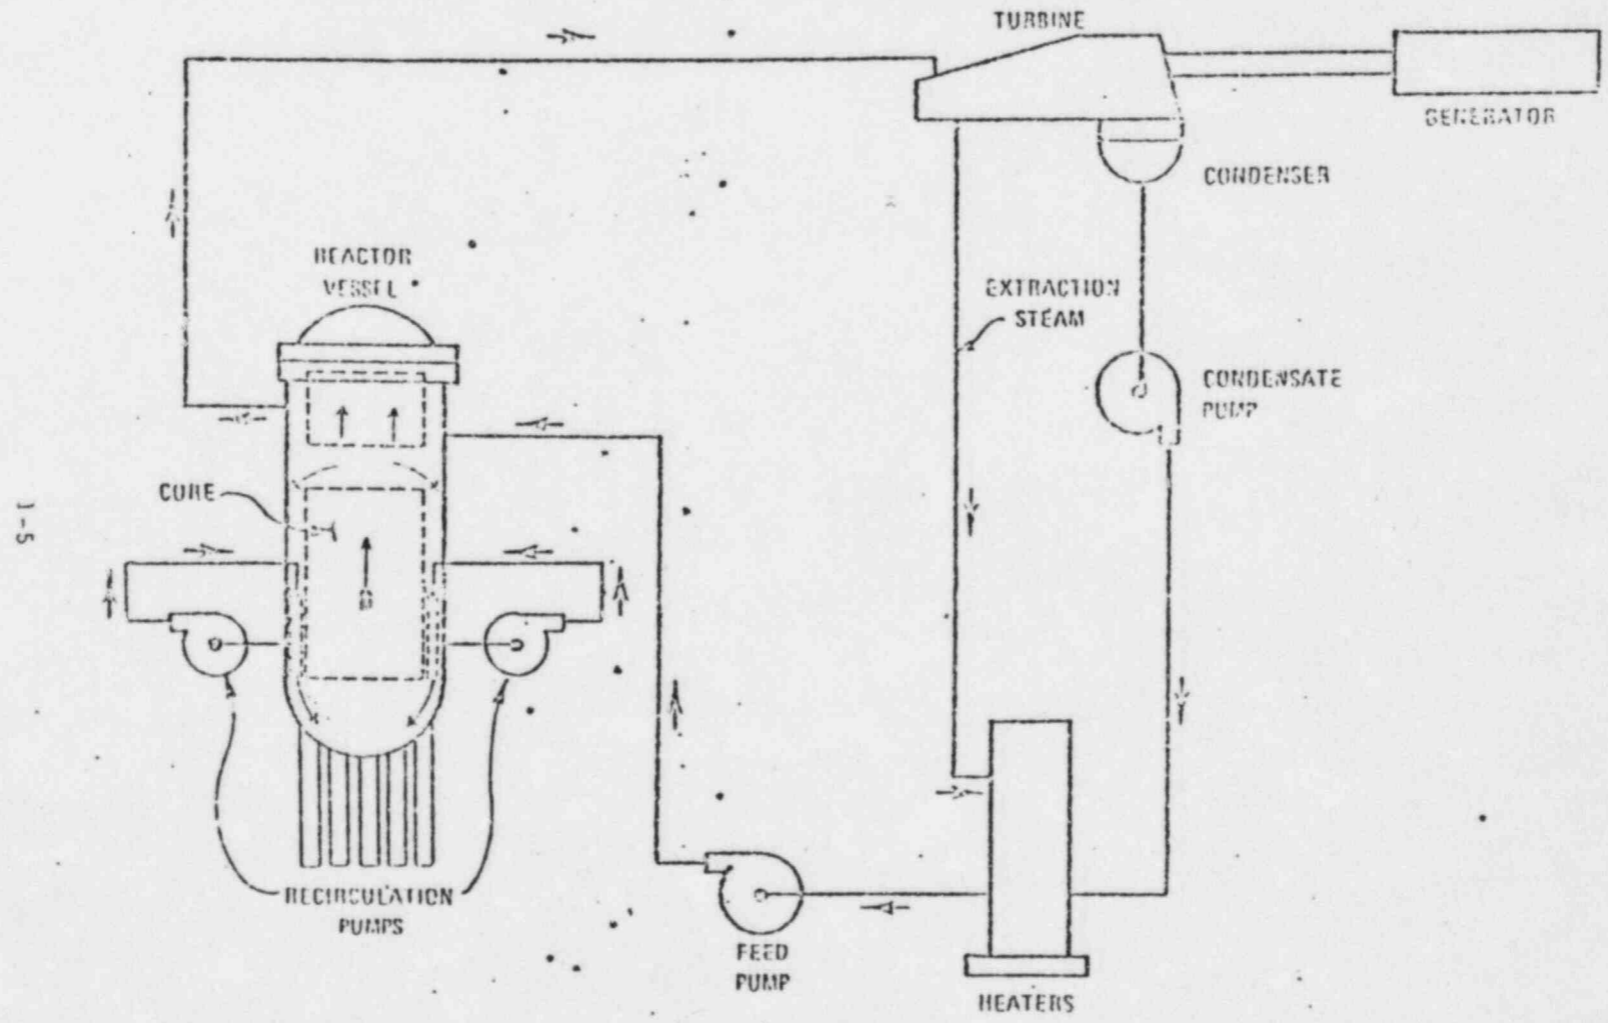 TURBINE
GENERATOR
CONDENSER
REACTOR
VESSEL
EXTRACTION
STEAM
CONDENSATE
PUMP
CORE
1-5
RECIRCULATION
PUMPS
FEED
PUMP
HEATERS